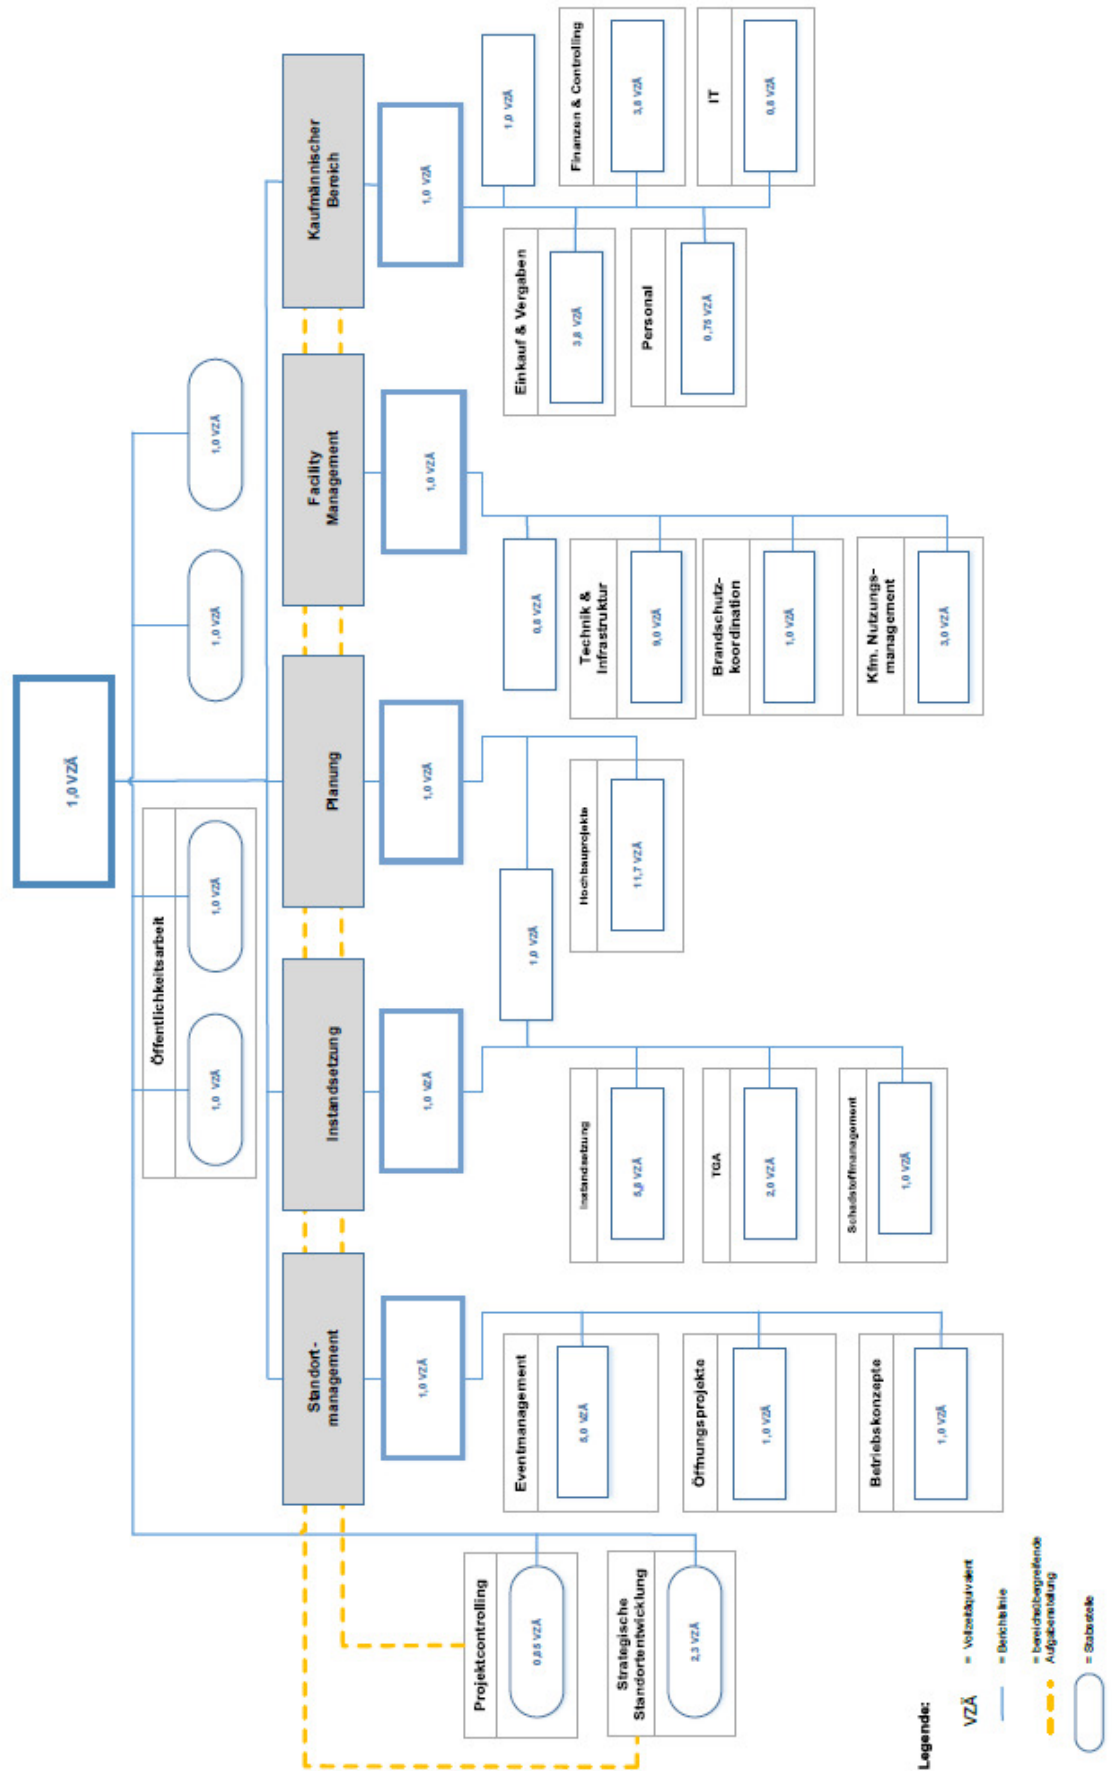 1,0 VZÄ
Öffentlichkeitsarbeit
1,0 VZÄ
1,0 VZÄ
1,0 VZÄ
1,0 VZÄ
Projektcontrolling
0,85 VZÄ
Strategische
Standortentwicklung
2,3 VZÄ
Standort-
management
1,0 VZÄ
Eventmanagement
5,0 VZÄ
Öffnungsprojekte
1,0 VZÄ
Betriebskonzepte
1,0 VZÄ
Instandsetzung
1,0 VZÄ
Instandsetzung
5,8 VZÄ
TGA
2,0 VZÄ
Schadstoffmanagement
1,0 VZÄ
1,0 VZÄ
Planung
1,0 VZÄ
Hochbauprojekte
11,7 VZÄ
Facility
Management
1,0 VZÄ
0,8 VZÄ
Technik &
Infrastruktur
9,0 VZÄ
Brandschutz-
koordination
1,0 VZÄ
Kfm. Nutzungs-
management
3,0 VZÄ
Kaufmännischer
Bereich
1,0 VZÄ
1,0 VZÄ
Einkauf & Vergaben
3,8 VZÄ
Finanzen & Controlling
3,8 VZÄ
Personal
0,75 VZÄ
IT
0,8 VZÄ
Legende:
VZÄ = Vollzeitäquivalent
= Berichtslinie
= bereichsübergreifende
Aufgabenstellung
= Stabsstelle